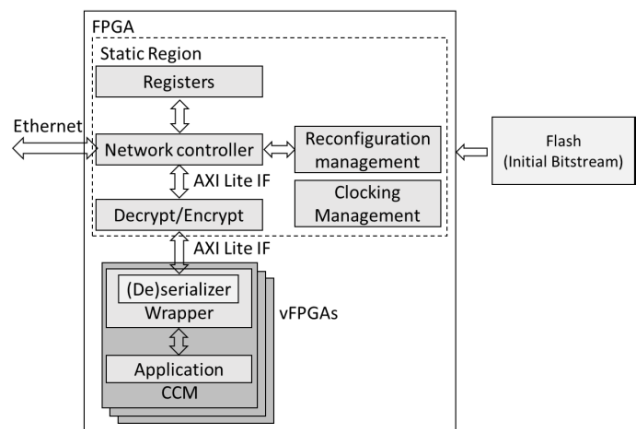 FPGA
Static Region
Registers
Ethernet
Network controller
Reconfiguration
management
Flash
(Initial Bitstream)
AXI Lite IF
Clocking
Management
Decrypt/Encrypt
AXI Lite IF
(De)serializer
Wrapper
vFPGAs
Application
CCM